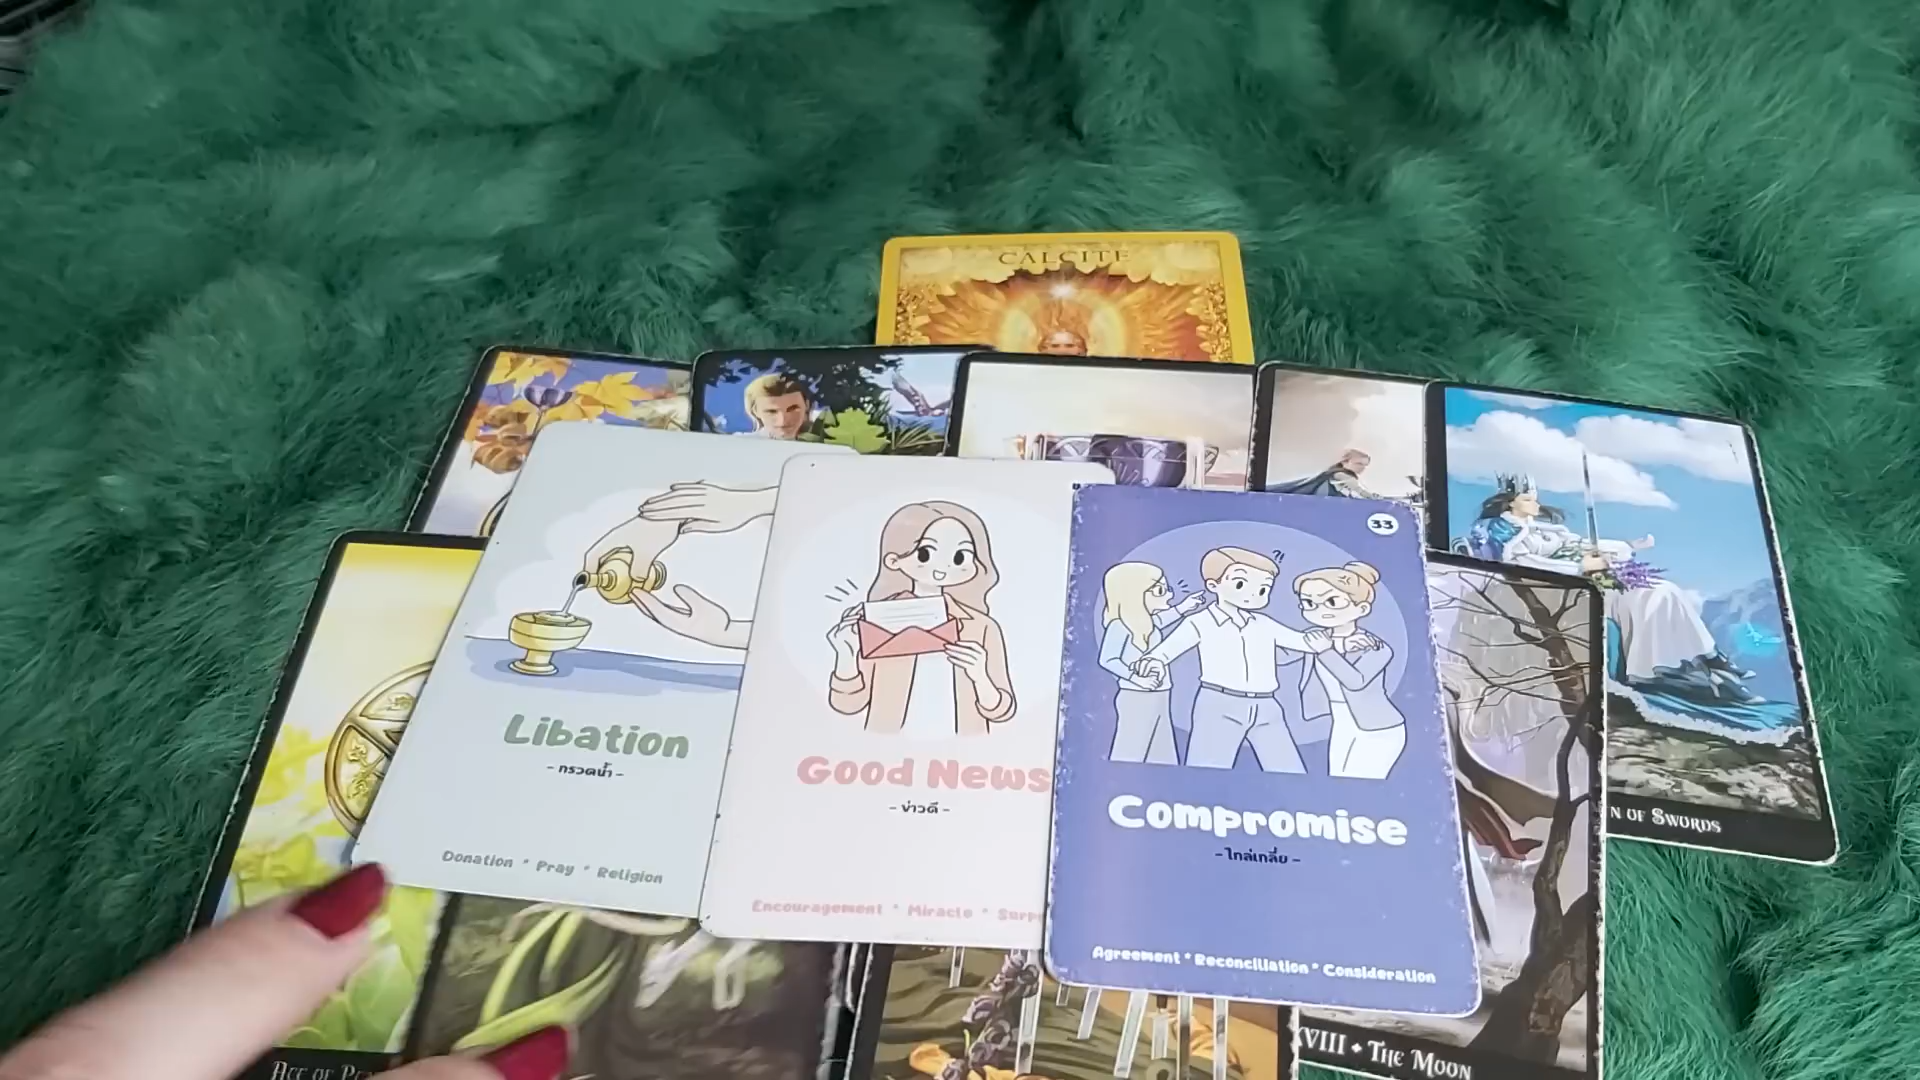 CALCITE
33
Libation
- กรวดน้ำ -
Donation * Pray * Religion
Good News
- ข่าวดี -
Encouragement * Miracle *
Compromise
- ไกล่เกลี่ย -
Agreement * Reconciliation * Consideration
N OF SWORDS
XVIII • THE MOON
ACE OF